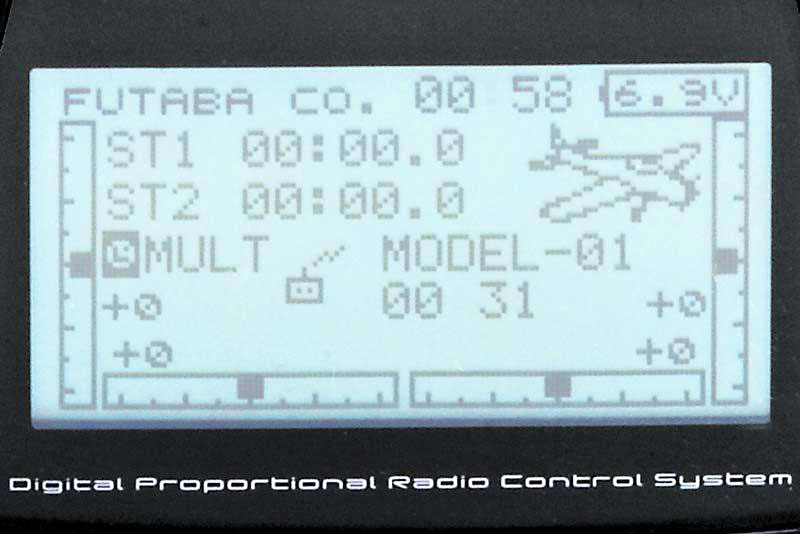 FUTABA CO. 00 58 6.9V
ST1 00:00.0
ST2 00:00.0
MULT MODEL-01
00 31
+0 +0
+0 +0
Digital Proportional Radio Control System